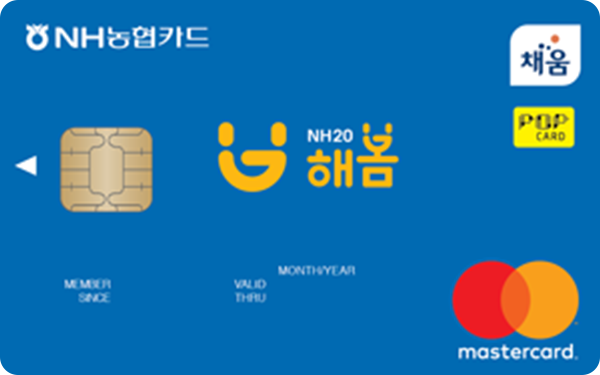 NH농협카드
채움
POP
CARD
NH20
해봄
MONTH/YEAR
MEMBER
SINCE
VALID
THRU
mastercard.